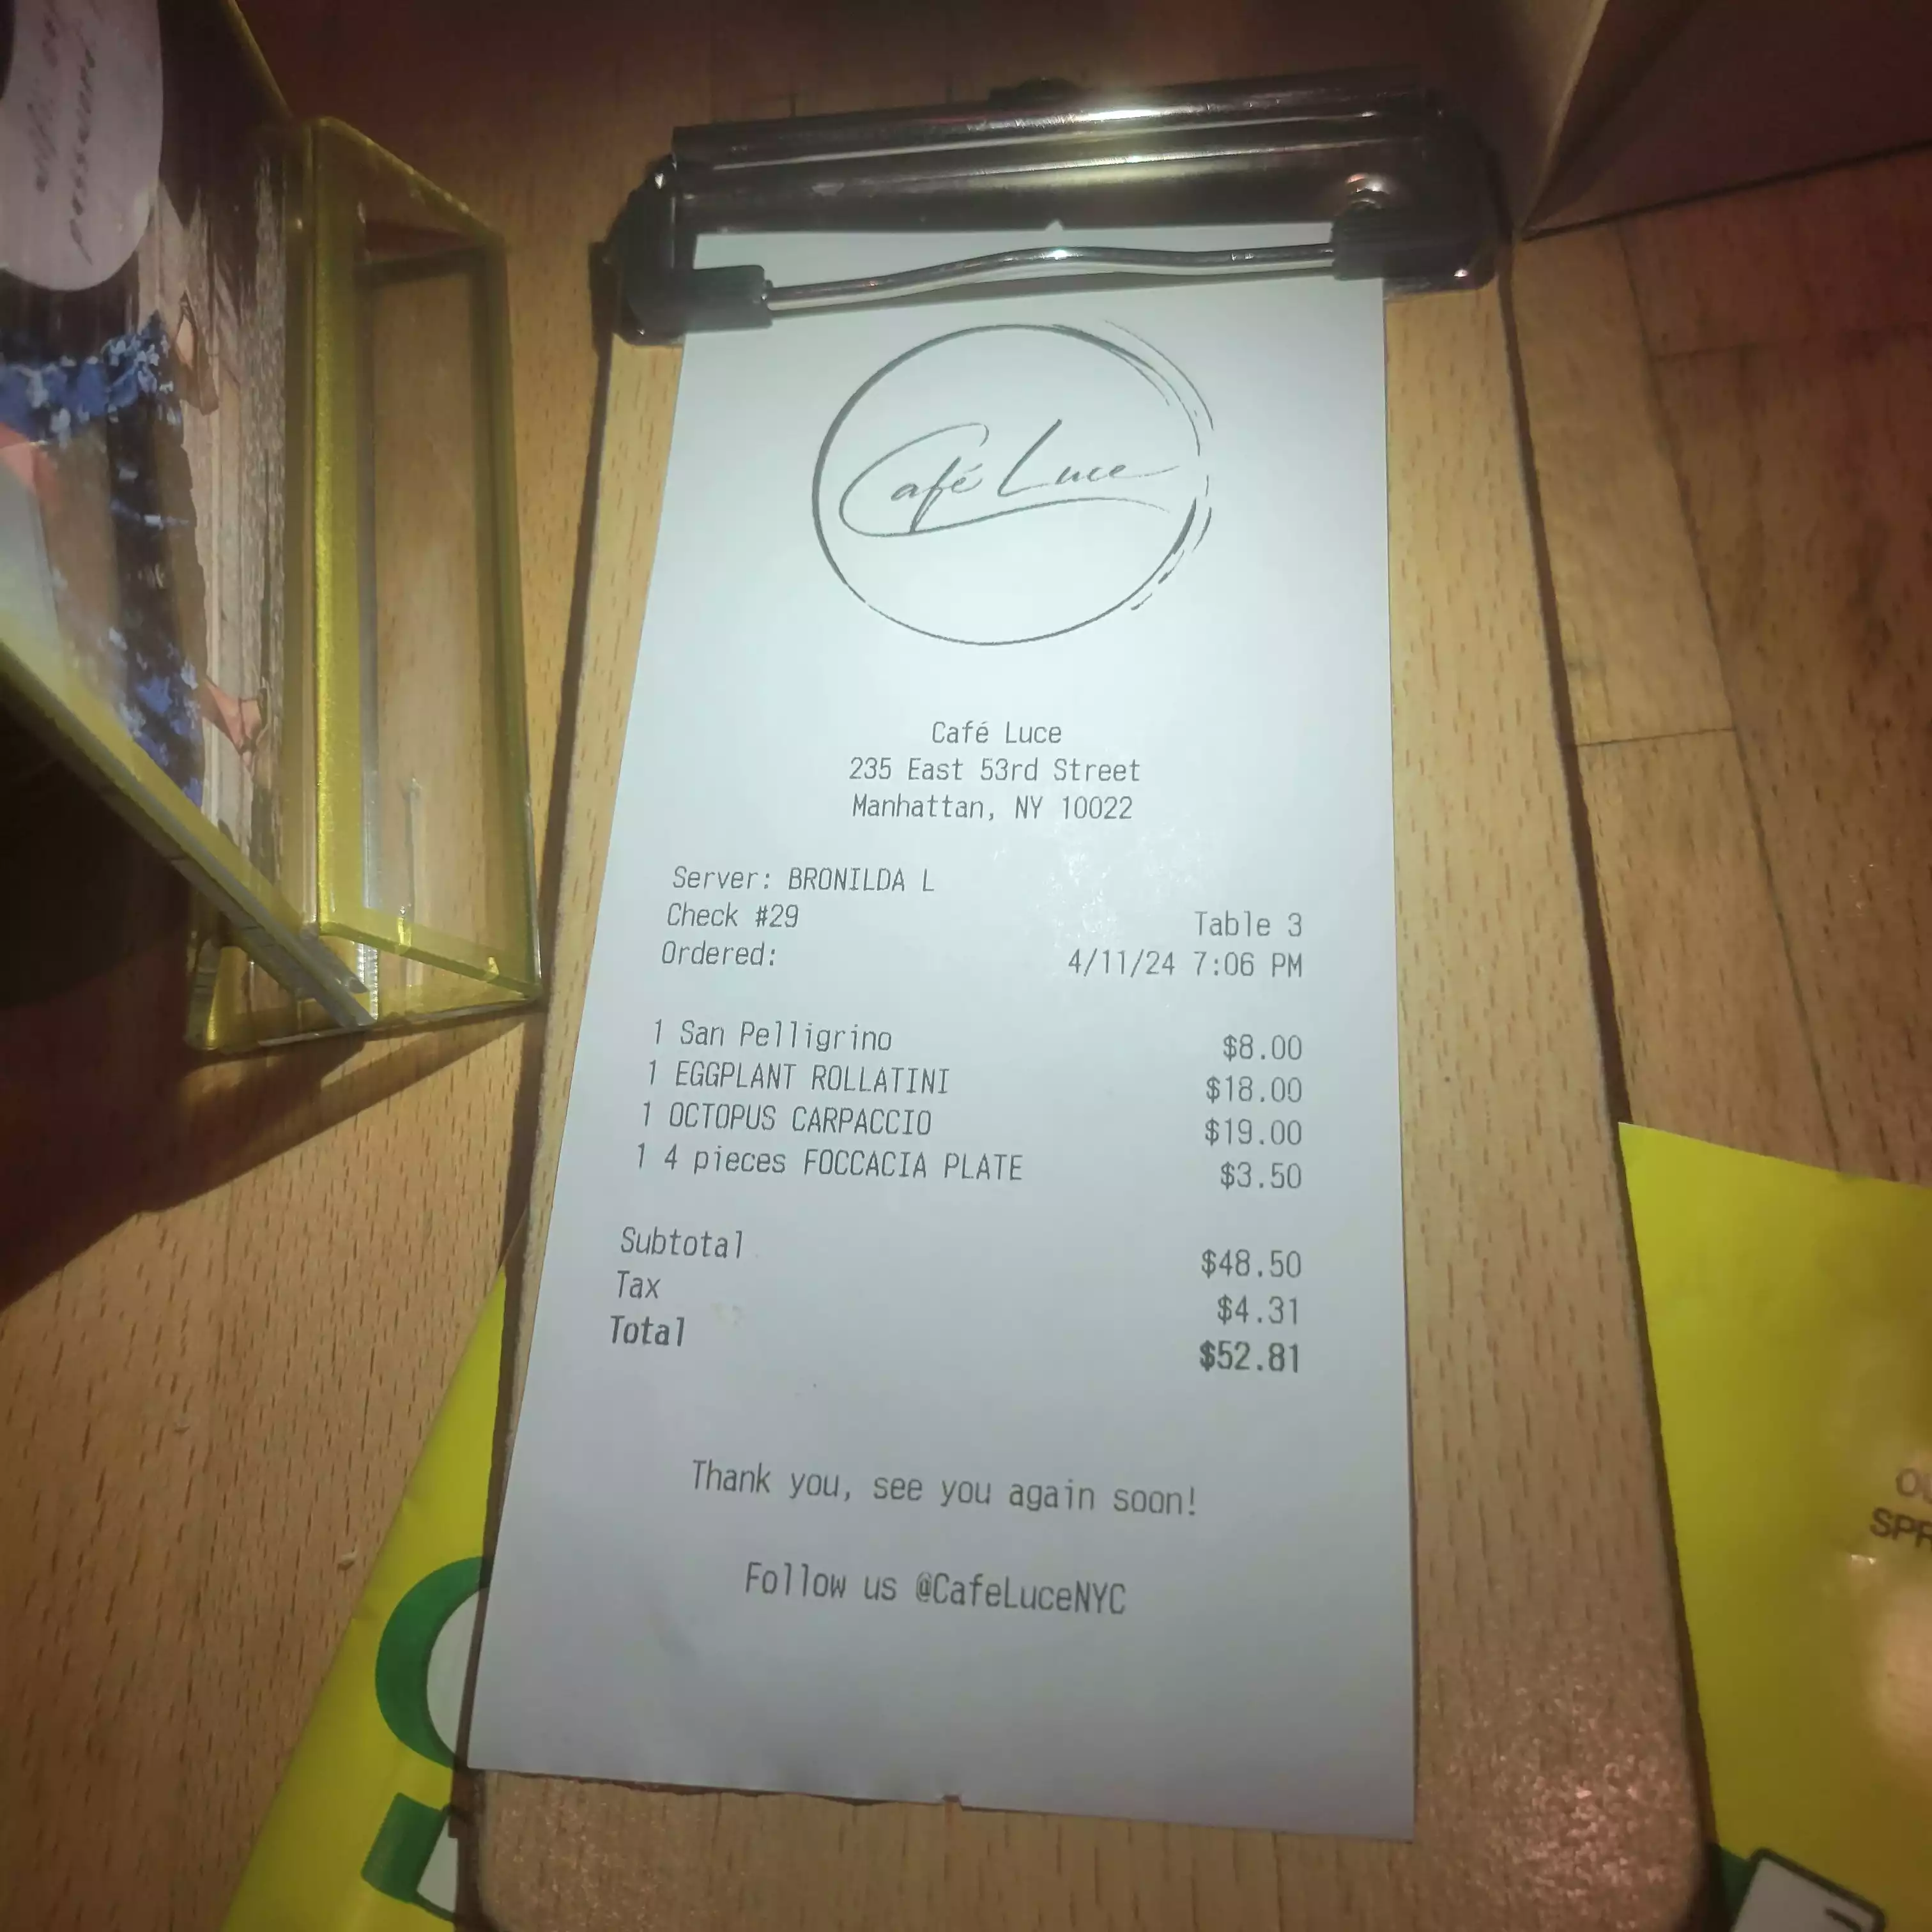 Café Luce
Café Luce
235 East 53rd Street
Manhattan, NY 10022
Server: BRONILDA L
Check #29 Table 3
Ordered: 4/11/24 7:06 PM
1 San Pelligrino $8.00
1 EGGPLANT ROLLATINI $18.00
1 OCTOPUS CARPACCIO $19.00
1 4 pieces FOCCACIA PLATE $3.50
Subtotal $48.50
Tax $4.31
Total $52.81
Thank you, see you again soon!
Follow us @CafeLuceNYC